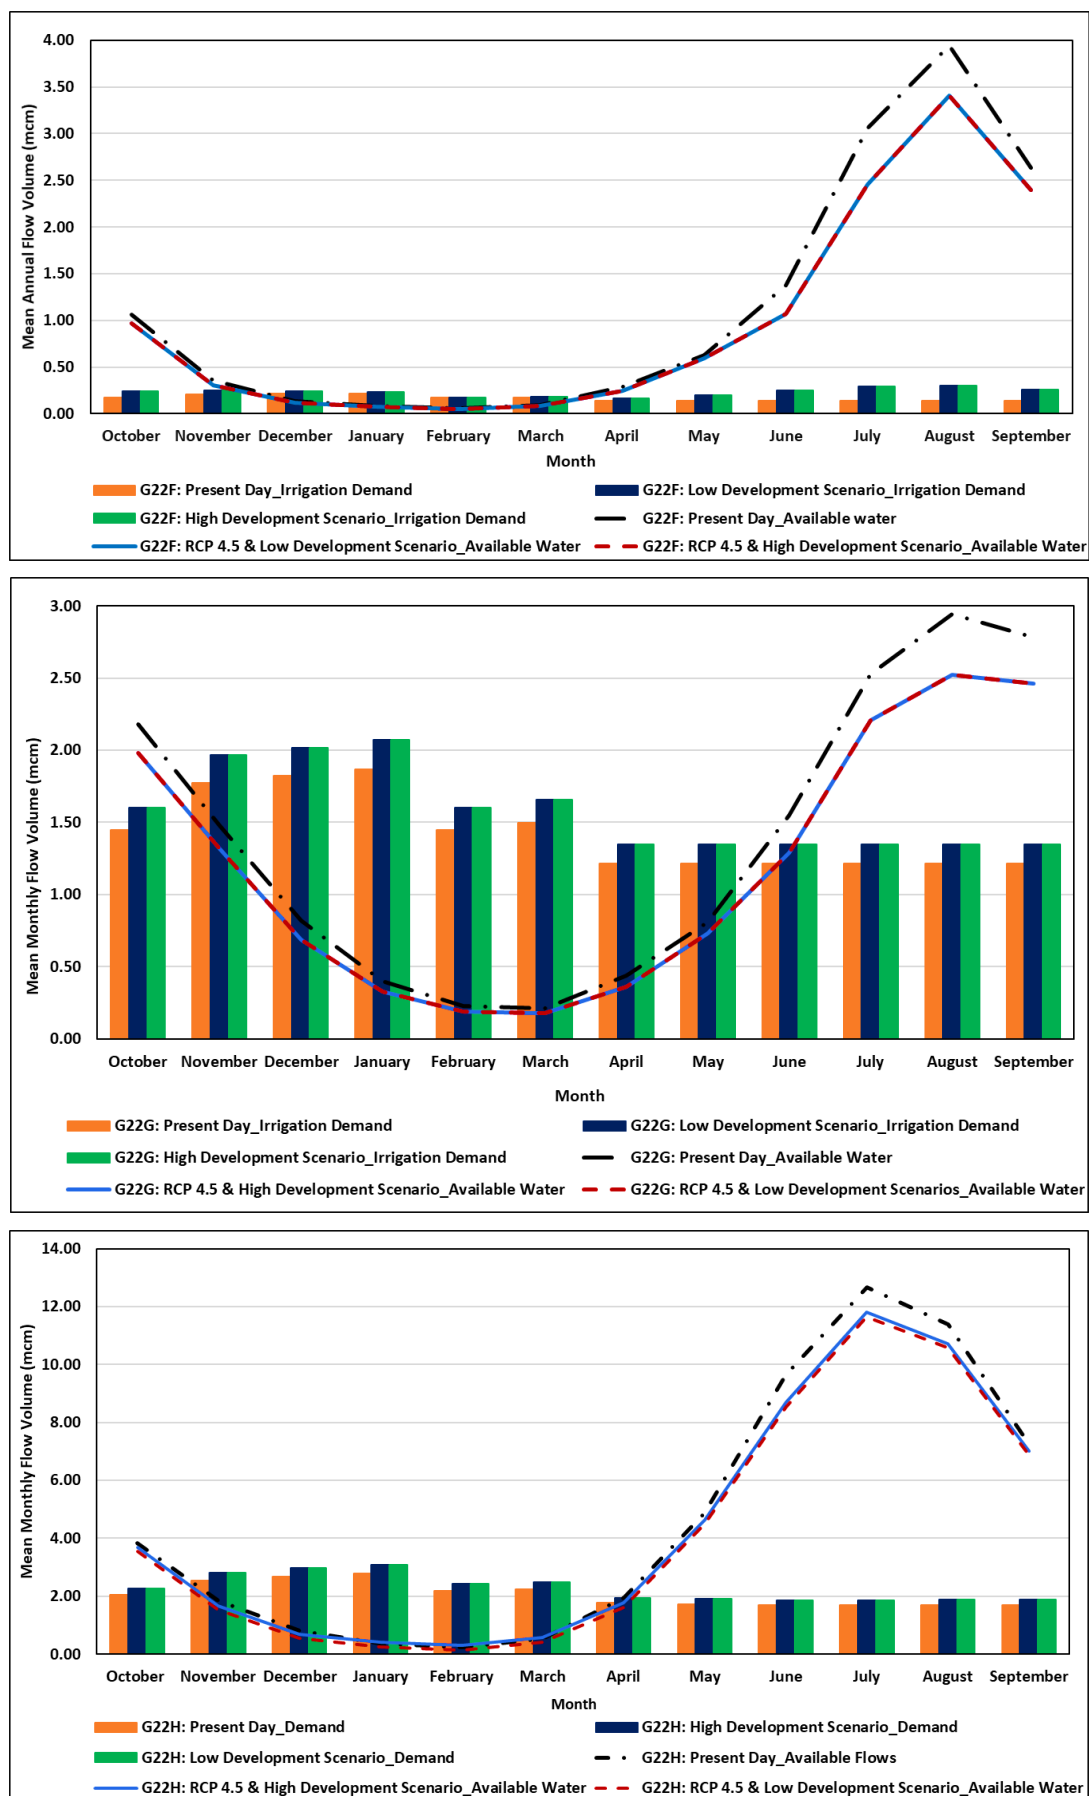 4.00
3.50
3.00
2.50
2.00
1.50
1.00
0.50
0.00
Mean Annual Flow Volume (mcm)
October November December January February March April May June July August September
Month
G22F: Present Day_Irrigation Demand G22F: Low Development Scenario_Irrigation Demand
G22F: High Development Scenario_Irrigation Demand G22F: Present Day_Available water
G22F: RCP 4.5 & Low Development Scenario_Available Water G22F: RCP 4.5 & High Development Scenario_Available Water
3.00
2.50
2.00
1.50
1.00
0.50
0.00
Mean Monthly Flow Volume (mcm)
October November December January February March April May June July August September
Month
G22G: Present Day_Irrigation Demand G22G: Low Development Scenario_Irrigation Demand
G22G: High Development Scenario_Irrigation Demand G22G: Present Day_Available Water
G22G: RCP 4.5 & High Development Scenario_Available Water G22G: RCP 4.5 & Low Development Scenarios_Available Water
14.00
12.00
10.00
8.00
6.00
4.00
2.00
0.00
Mean Monthly Flow Volume (mcm)
October November December January February March April May June July August September
Month
G22H: Present Day_Demand G22H: High Development Scenario_Demand
G22H: Low Development Scenario_Demand G22H: Present Day_Available Flows
G22H: RCP 4.5 & High Development Scenario_Available Water G22H: RCP 4.5 & Low Development Scenario_Available Water